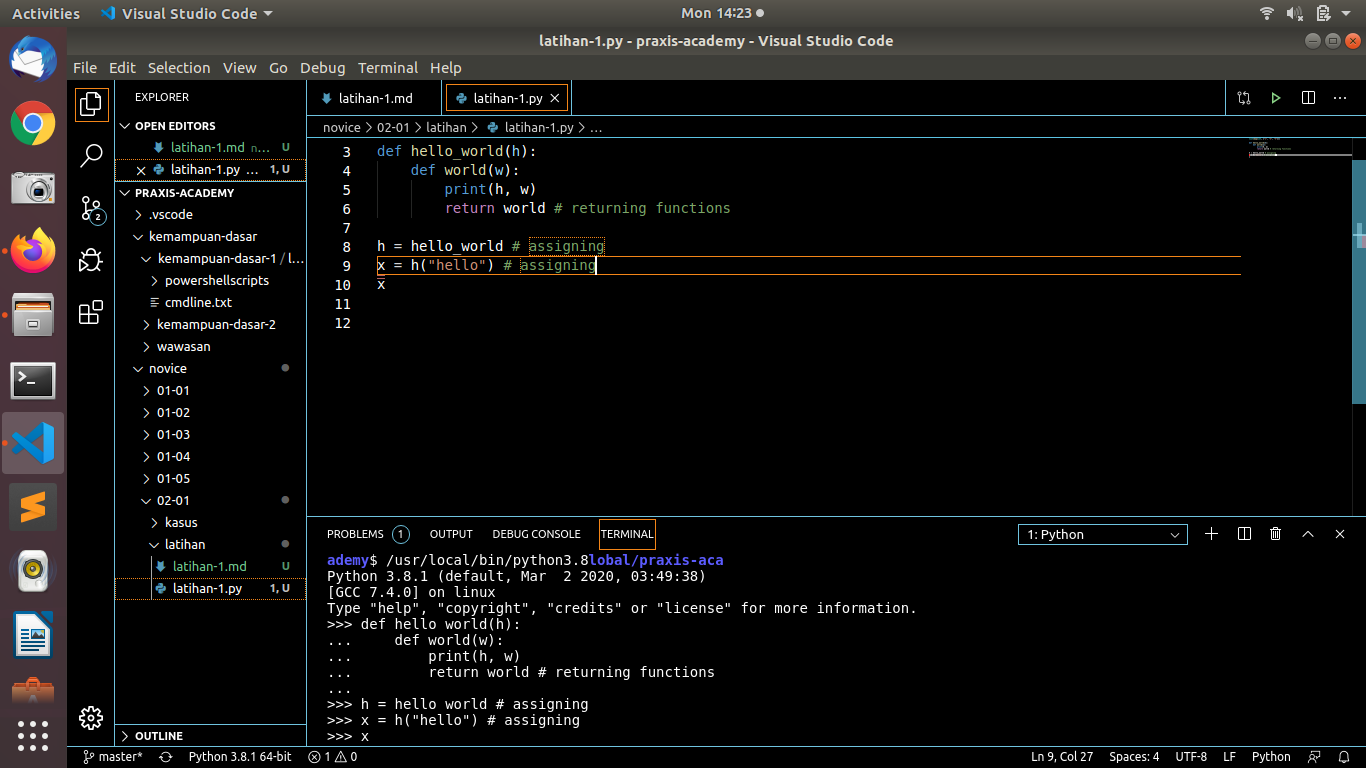 Activities Visual Studio Code Mon 14:23
latihan-1.py - praxis-academy - Visual Studio Code
File Edit Selection View Go Debug Terminal Help
EXPLORER
OPEN EDITORS
latihan-1.md n... U
latihan-1.py ... 1, U
PRAXIS-ACADEMY
.vscode
kemampuan-dasar
kemampuan-dasar-1 / l...
powershellscripts
cmdline.txt
kemampuan-dasar-2
wawasan
novice
01-01
01-02
01-03
01-04
01-05
02-01
kasus
latihan
latihan-1.md U
latihan-1.py 1, U
OUTLINE
2
latihan-1.md latihan-1.py
novice > 02-01 > latihan > latihan-1.py > ...
3 def hello_world(h):
4 def world(w):
5 print(h, w)
6 return world # returning functions
7
8 h = hello_world # assigning
9 x = h("hello") # assigning
10 x
11
12
PROBLEMS 1 OUTPUT DEBUG CONSOLE TERMINAL 1: Python
ademy$ /usr/local/bin/python3.8lobal/praxis-aca
Python 3.8.1 (default, Mar  2 2020, 03:49:38)
[GCC 7.4.0] on linux
Type "help", "copyright", "credits" or "license" for more information.
>>> def hello world(h):
...     def world(w):
...         print(h, w)
...         return world # returning functions
...
>>> h = hello world # assigning
>>> x = h("hello") # assigning
>>> x
master* Python 3.8.1 64-bit 1 0 Ln 9, Col 27 Spaces: 4 UTF-8 LF Python